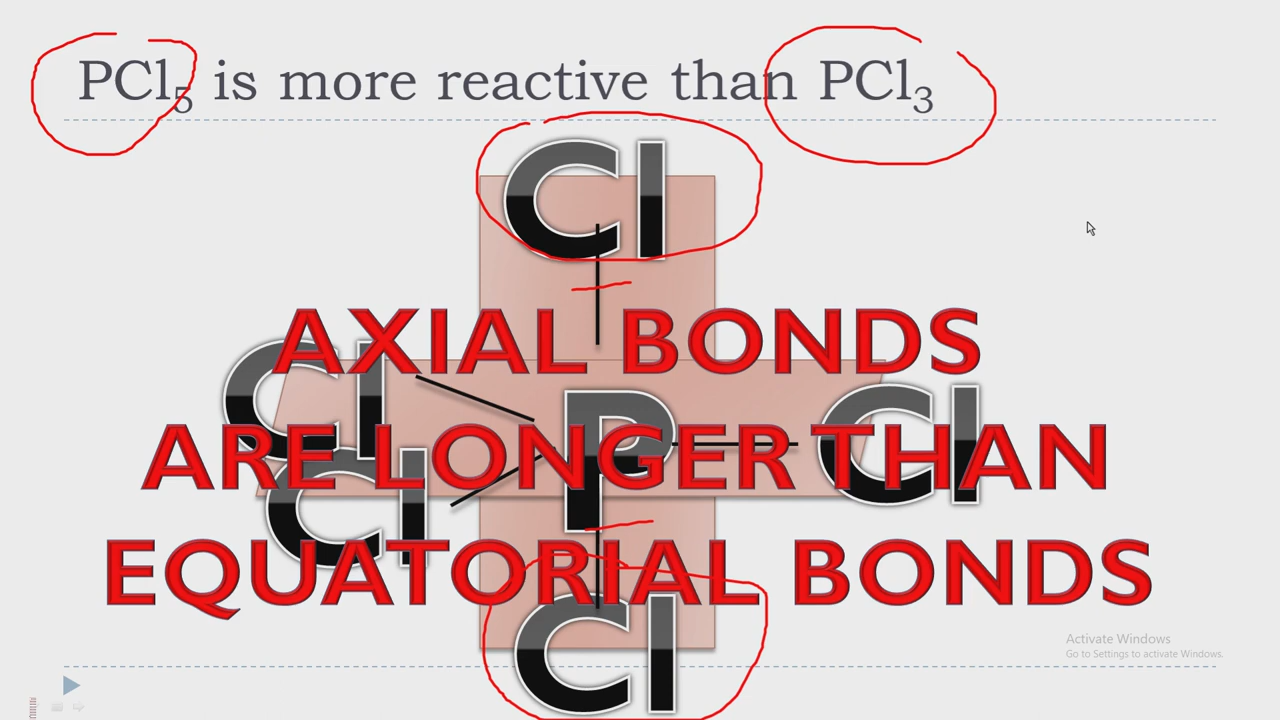 PCl₅ is more reactive than PCl₃
Cl
AXIAL BONDS
Cl
P
Cl
ARE LONGER THAN
Cl
EQUATORIAL BONDS
Cl
Activate Windows
Go to Settings to activate Windows.